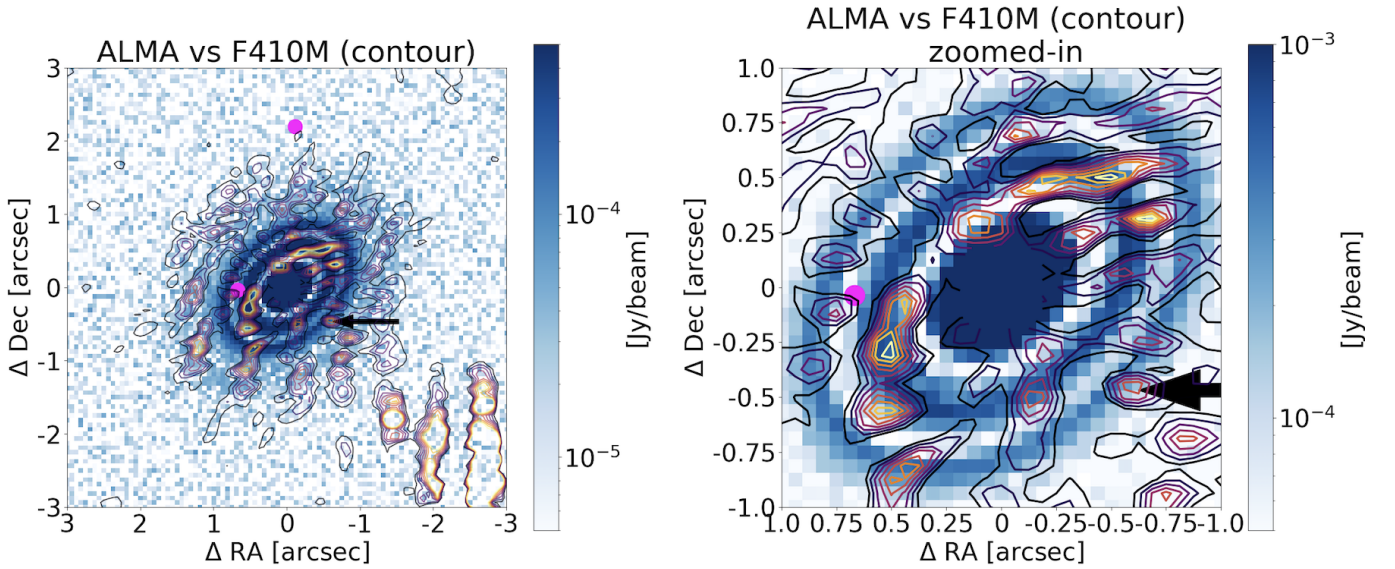 ALMA vs F410M (contour)
3
2
1
0
-1
-2
-3
Δ Dec [arcsec]
3 2 1 0 -1 -2 -3
Δ RA [arcsec]
10⁻⁴
10⁻⁵
[Jy/beam]
ALMA vs F410M (contour)
zoomed-in
1.0
0.75
0.5
0.25
0
-0.25
-0.5
-0.75
-1.0
Δ Dec [arcsec]
1.0 0.75 0.5 0.25 0 -0.25 -0.5 -0.75 -1.0
Δ RA [arcsec]
10⁻³
10⁻⁴
[Jy/beam]